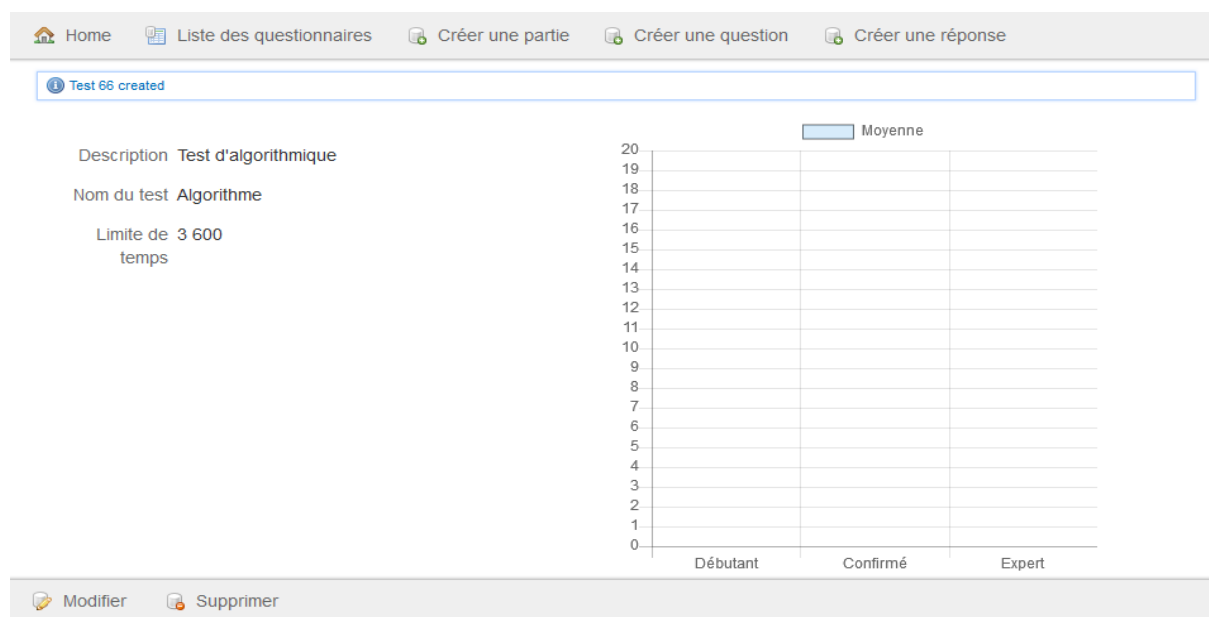 Home Liste des questionnaires Créer une partie Créer une question Créer une réponse
Test 66 created
Description Test d'algorithmique
Nom du test Algorithme
Limite de temps 3 600
Moyenne
20
19
18
17
16
15
14
13
12
11
10
9
8
7
6
5
4
3
2
1
0
Débutant Confirmé Expert
Modifier Supprimer